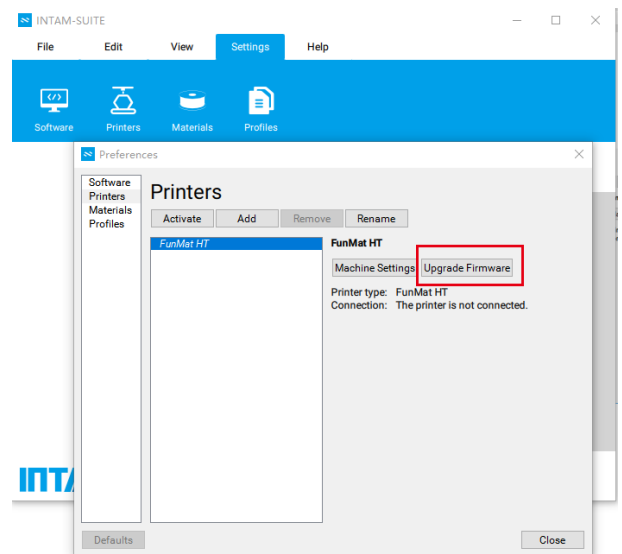 INTAM-SUITE
File Edit View Settings Help
Software Printers Materials Profiles
Preferences
Software
Printers
Materials
Profiles
Printers
Activate Add Remove Rename
FunMat HT
FunMat HT
Machine Settings Upgrade Firmware
Printer type: FunMat HT
Connection: The printer is not connected.
Defaults Close